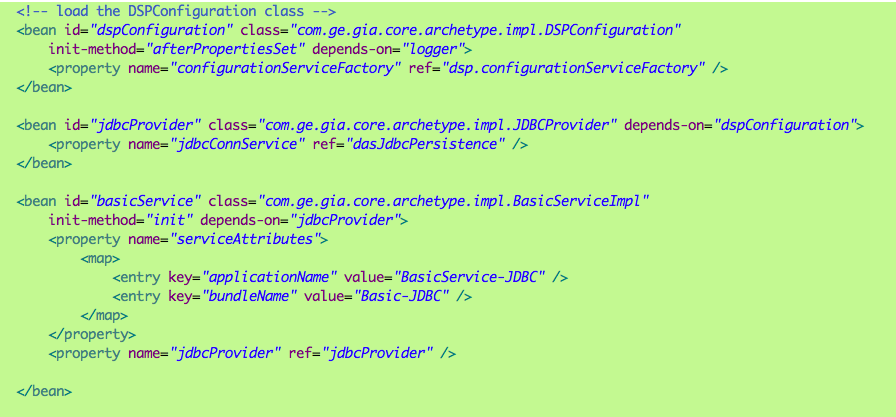 <!-- load the DSPConfiguration class -->
<bean id="dspConfiguration" class="com.ge.gia.core.archetype.impl.DSPConfiguration"
    init-method="afterPropertiesSet" depends-on="logger">
    <property name="configurationServiceFactory" ref="dsp.configurationServiceFactory" />
</bean>

<bean id="jdbcProvider" class="com.ge.gia.core.archetype.impl.JDBCProvider" depends-on="dspConfiguration">
    <property name="jdbcConnService" ref="dasJdbcPersistence" />
</bean>

<bean id="basicService" class="com.ge.gia.core.archetype.impl.BasicServiceImpl"
    init-method="init" depends-on="jdbcProvider">
    <property name="serviceAttributes">
        <map>
            <entry key="applicationName" value="BasicService-JDBC" />
            <entry key="bundleName" value="Basic-JDBC" />
        </map>
    </property>
    <property name="jdbcProvider" ref="jdbcProvider" />

</bean>